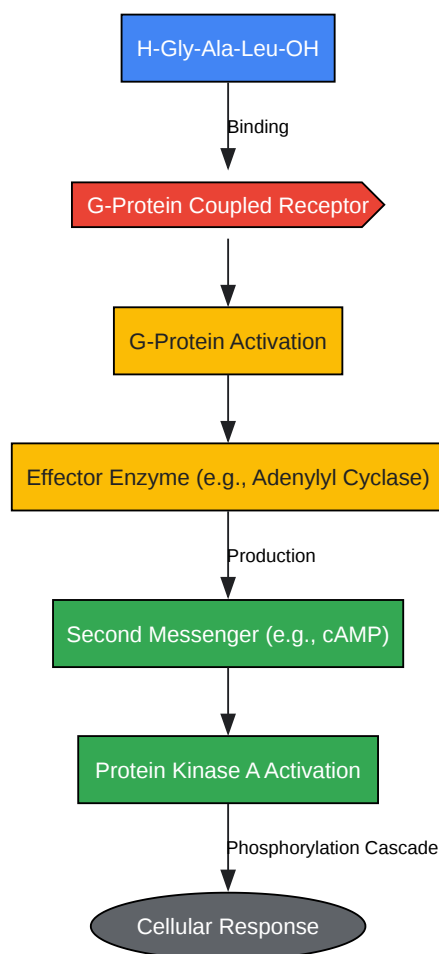 H-Gly-Ala-Leu-OH
Binding
G-Protein Coupled Receptor
G-Protein Activation
Effector Enzyme (e.g., Adenylyl Cyclase)
Production
Second Messenger (e.g., cAMP)
Protein Kinase A Activation
Phosphorylation Cascade
Cellular Response